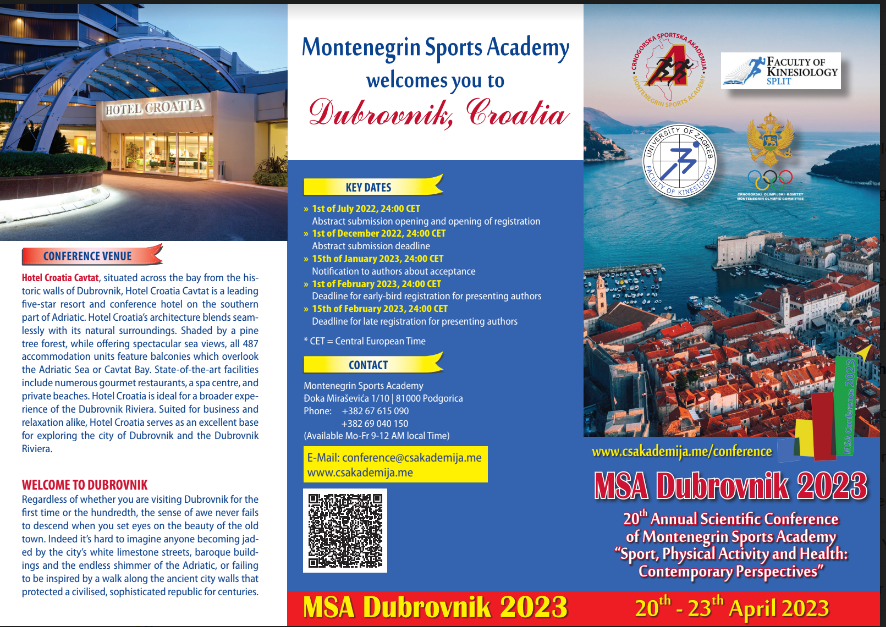 HOTEL CROATIA
CONFERENCE VENUE
Hotel Croatia Cavtat, situated across the bay from the his-
toric walls of Dubrovnik, Hotel Croatia Cavtat is a leading
five-star resort and conference hotel on the southern
part of Adriatic. Hotel Croatia's architecture blends seam-
lessly with its natural surroundings. Shaded by a pine
tree forest, while offering spectacular sea views, all 487
accommodation units feature balconies which overlook
the Adriatic Sea or Cavtat Bay. State-of-the-art facilities
include numerous gourmet restaurants, a spa centre, and
private beaches. Hotel Croatia is ideal for a broader expe-
rience of the Dubrovnik Riviera. Suited for business and
relaxation alike, Hotel Croatia serves as an excellent base
for exploring the city of Dubrovnik and the Dubrovnik
Riviera.
WELCOME TO DUBROVNIK
Regardless of whether you are visiting Dubrovnik for the
first time or the hundredth, the sense of awe never fails
to descend when you set eyes on the beauty of the old
town. Indeed it's hard to imagine anyone becoming jad-
ed by the city's white limestone streets, baroque build-
ings and the endless shimmer of the Adriatic, or failing
to be inspired by a walk along the ancient city walls that
protected a civilised, sophisticated republic for centuries.
Montenegrin Sports Academy
welcomes you to
Dubrovnik, Croatia
KEY DATES
» 1st of July 2022, 24:00 CET
Abstract submission opening and opening of registration
» 1st of December 2022, 24:00 CET
Abstract submission deadline
» 15th of January 2023, 24:00 CET
Notification to authors about acceptance
» 1st of February 2023, 24:00 CET
Deadline for early-bird registration for presenting authors
» 15th of February 2023, 24:00 CET
Deadline for late registration for presenting authors
* CET = Central European Time
CONTACT
Montenegrin Sports Academy
Đoka Miraševića 1/10 | 81000 Podgorica
Phone: +382 67 615 090
+382 69 040 150
(Available Mo-Fr 9-12 AM local Time)
E-Mail: conference@csakademija.me
www.csakademija.me
MSA Dubrovnik 2023
CRNOGORSKA SPORTSKA AKADEMIJA
MONTENEGRIN SPORTS ACADEMY
FACULTY OF
KINESIOLOGY
SPLIT
UNIVERSITY OF ZAGREB
FACULTY OF KINESIOLOGY
CRNOGORSKI OLIMPIJSKI KOMITET
MONTENEGRIN OLYMPIC COMMITTEE
MSA Conference 2023
www.csakademija.me/conference
MSA Dubrovnik 2023
20th Annual Scientific Conference
of Montenegrin Sports Academy
“Sport, Physical Activity and Health:
Contemporary Perspectives”
20th - 23th April 2023